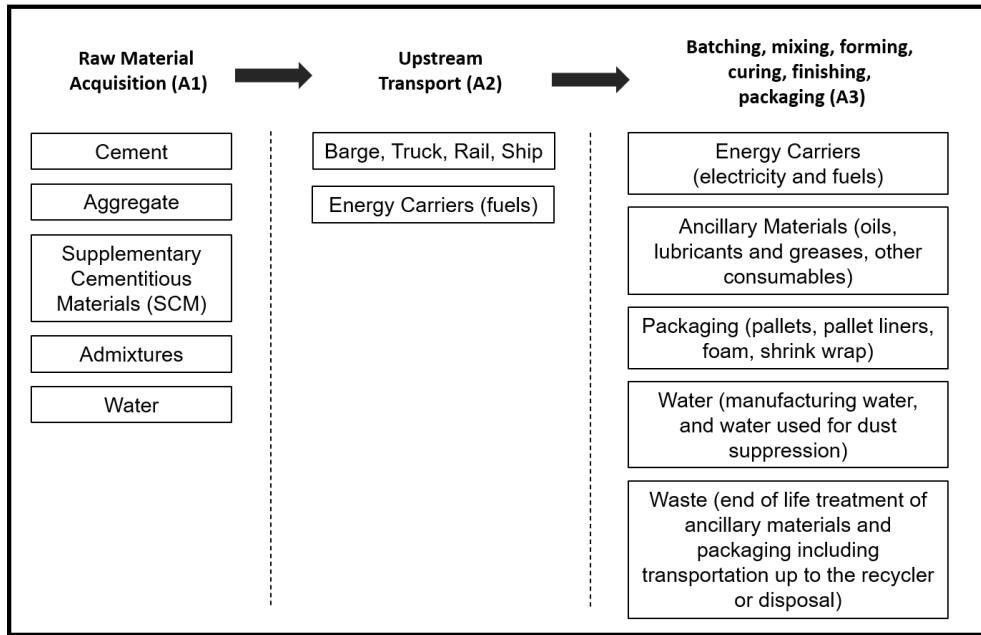 Raw Material
Acquisition (A1)
Upstream
Transport (A2)
Batching, mixing, forming,
curing, finishing,
packaging (A3)
Cement
Aggregate
Supplementary
Cementitious
Materials (SCM)
Admixtures
Water
Barge, Truck, Rail, Ship
Energy Carriers (fuels)
Energy Carriers
(electricity and fuels)
Ancillary Materials (oils,
lubricants and greases, other
consumables)
Packaging (pallets, pallet liners,
foam, shrink wrap)
Water (manufacturing water,
and water used for dust
suppression)
Waste (end of life treatment of
ancillary materials and
packaging including
transportation up to the recycler
or disposal)